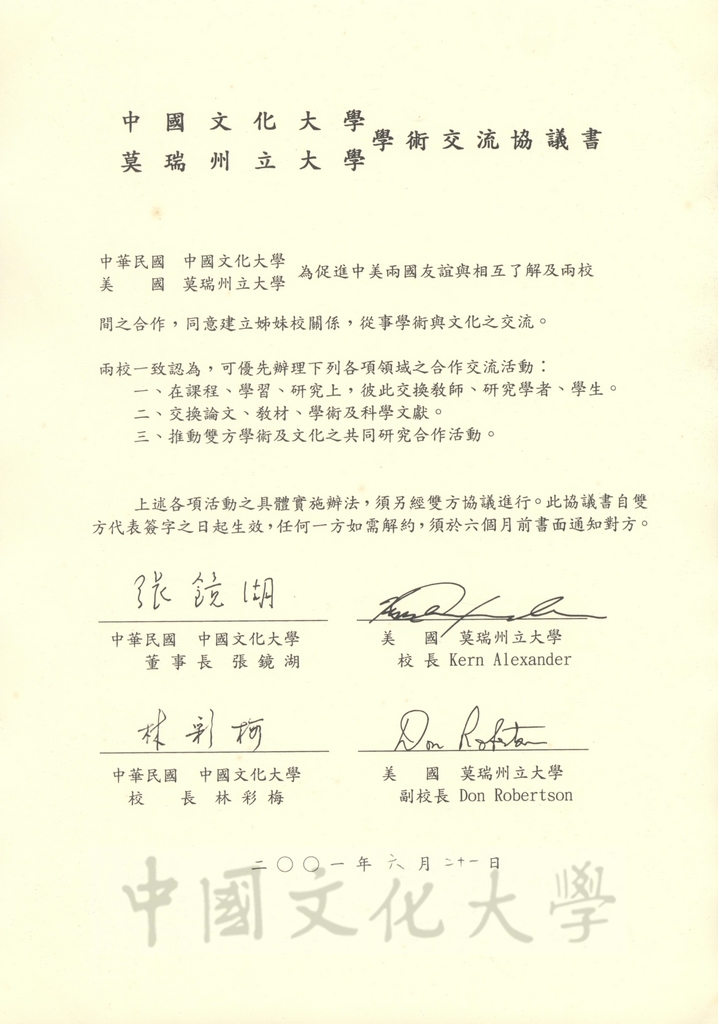 中國文化大學
莫瑞州立大學
學術交流協議書
中華民國 中國文化大學
美 國 莫瑞州立大學
為促進中美兩國友誼與相互了解及兩校
間之合作，同意建立姊妹校關係，從事學術與文化之交流。
兩校一致認為，可優先辦理下列各項領域之合作交流活動：
一、在課程、學習、研究上，彼此交換教師、研究學者、學生。
二、交換論文、教材、學術及科學文獻。
三、推動雙方學術及文化之共同研究合作活動。
上述各項活動之具體實施辦法，須另經雙方協議進行。此協議書自雙
方代表簽字之日起生效，任何一方如需解約，須於六個月前書面通知對方。
張鏡湖
中華民國 中國文化大學
董事長 張鏡湖
美 國 莫瑞州立大學
校長 Kern Alexander
林彩梅
中華民國 中國文化大學
校 長 林彩梅
Don Robertson
美 國 莫瑞州立大學
副校長 Don Robertson
二〇〇一年六月二十一日
中國文化大學